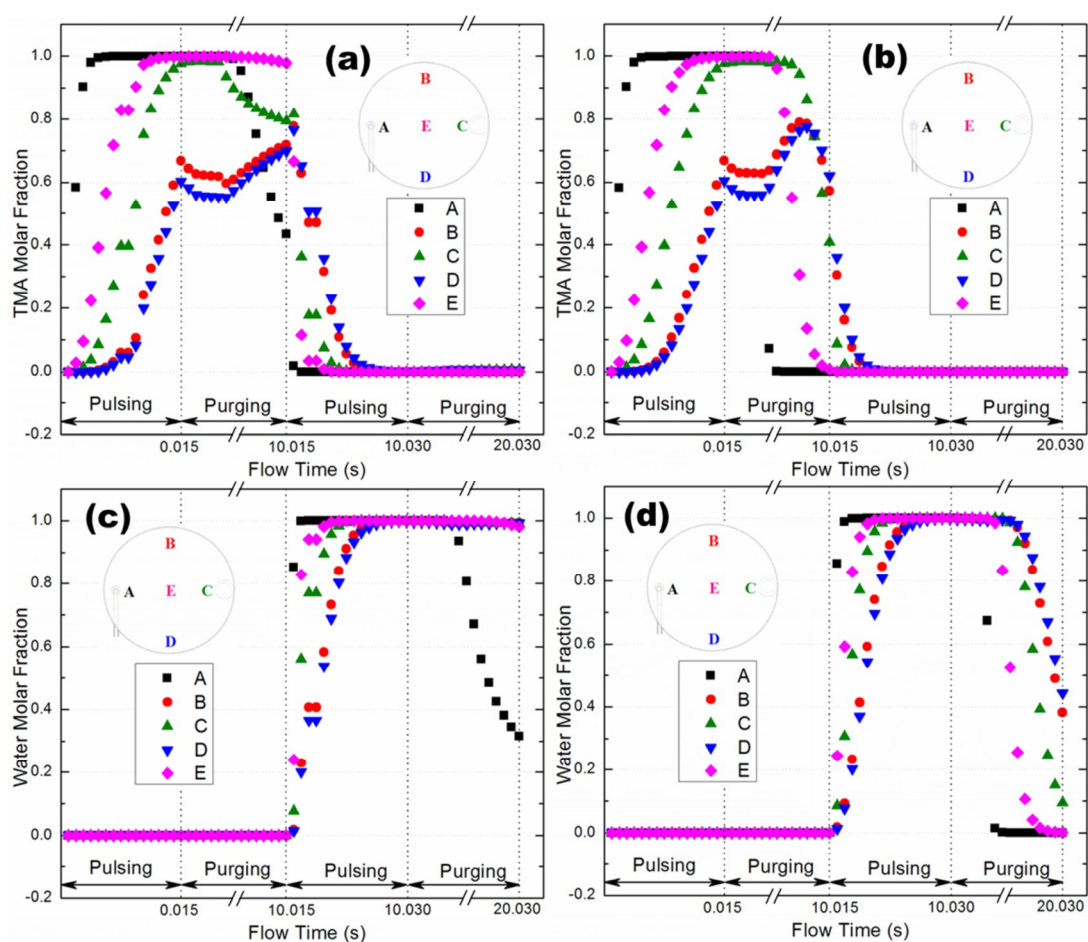 (a)
TMA Molar Fraction
1.0
0.8
0.6
0.4
0.2
0.0
-0.2
B
A E C
D
A
B
C
D
E
Pulsing Purging Pulsing Purging
0.015 10.015 10.030 20.030
Flow Time (s)
(b)
TMA Molar Fraction
1.0
0.8
0.6
0.4
0.2
0.0
-0.2
B
A E C
D
A
B
C
D
E
Pulsing Purging Pulsing Purging
0.015 10.015 10.030 20.030
Flow Time (s)
(c)
Water Molar Fraction
1.0
0.8
0.6
0.4
0.2
0.0
-0.2
B
A E C
D
A
B
C
D
E
Pulsing Purging Pulsing Purging
0.015 10.015 10.030 20.030
Flow Time (s)
(d)
Water Molar Fraction
1.0
0.8
0.6
0.4
0.2
0.0
-0.2
B
A E C
D
A
B
C
D
E
Pulsing Purging Pulsing Purging
0.015 10.015 10.030 20.030
Flow Time (s)